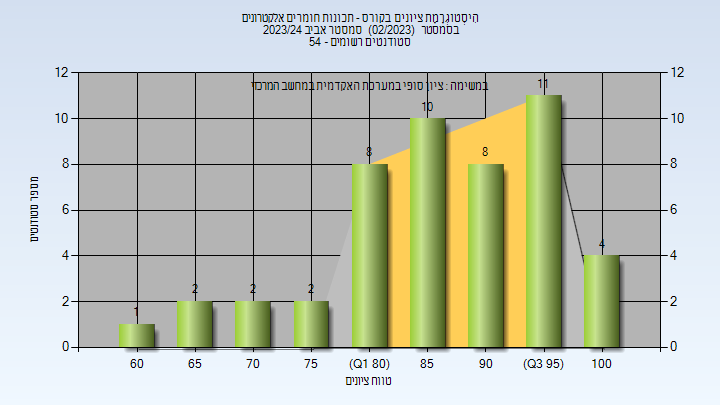 הִיסְטוֹגְרַמַּת ציונים בקורס - תכונות חומרים אלקטרונים
בסמסטר (02/2023) סמסטר אביב 2023/24
סטודנטים רשומים - 54
במשימה : ציון סופי במערכת האקדמית במחשב המרכזי
12 12
10 10
8 8
6 6
4 4
2 2
0 0
1 2 2 2 8 10 8 11 4
60 65 70 75 (Q1 80) 85 90 (Q3 95) 100
טווח ציונים
מספר סטודנטים